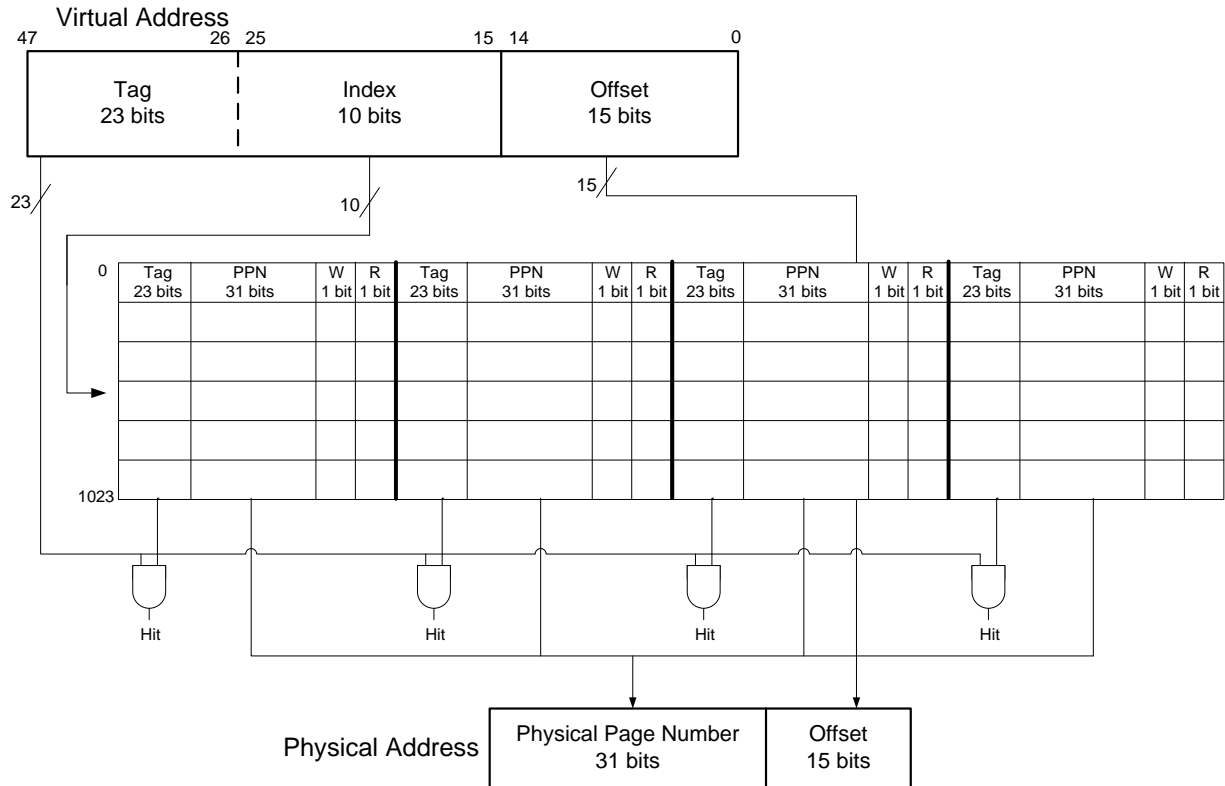 Virtual Address
47 26 25 15 14 0
Tag Index Offset
23 bits 10 bits 15 bits
23 10 15
0 Tag PPN W R Tag PPN W R Tag PPN W R Tag PPN W R
23 bits 31 bits 1 bit 1 bit 23 bits 31 bits 1 bit 1 bit 23 bits 31 bits 1 bit 1 bit 23 bits 31 bits 1 bit 1 bit
1023
Hit Hit Hit Hit
Physical Address Physical Page Number Offset
31 bits 15 bits